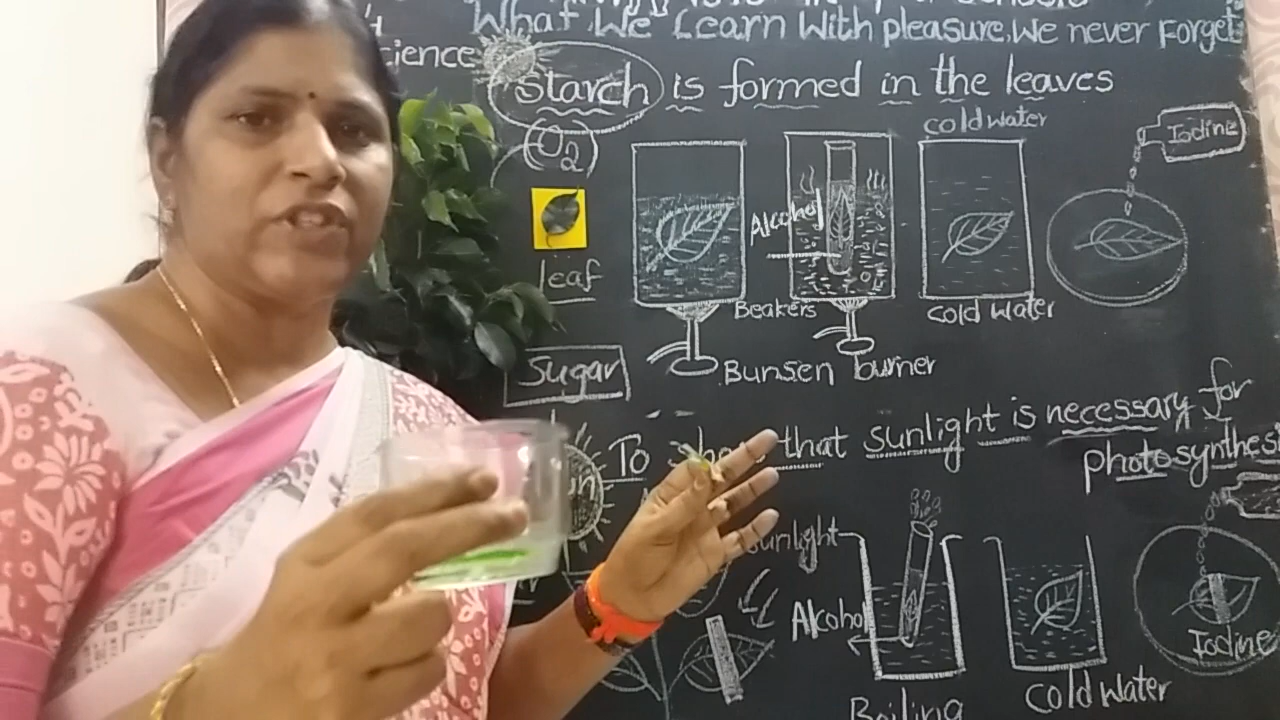 What We Learn With pleasure, We never Forget
cience
Starch is formed in the leaves
O2
cold water
Iodine
Alcohol
leaf
Beakers
cold water
Sugar
Bunsen burner
To that sunlight is necessary for
photosynthesi
sunlight
Alcohol
Iodine
Boiling
Cold Water